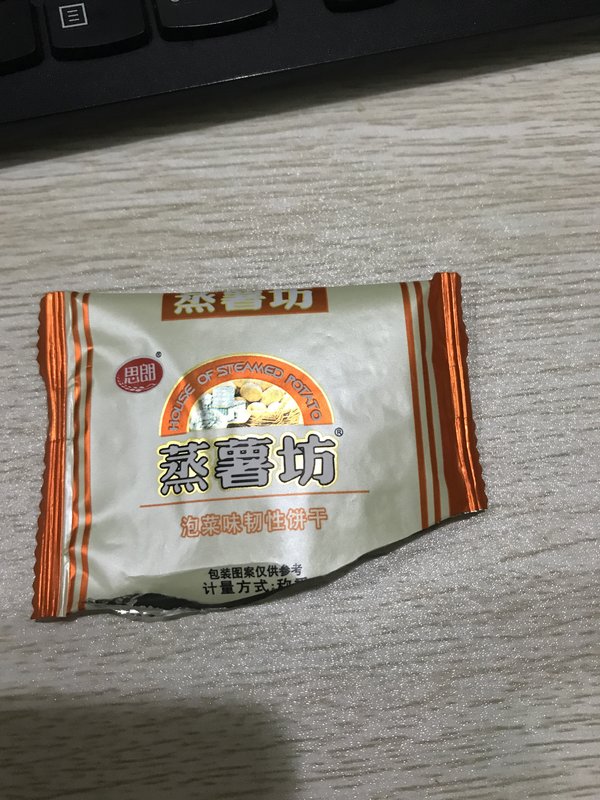 蒸薯坊
思朗®
HOUSE OF STEAMED POTATO
蒸薯坊®
泡菜味韧性饼干
包装图案仅供参考
计量方式:称